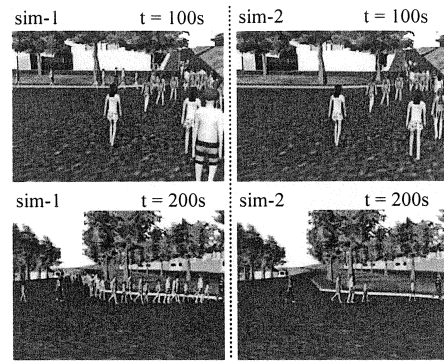 sim-1 t = 100s
sim-2 t = 100s
sim-1 t = 200s
sim-2 t = 200s